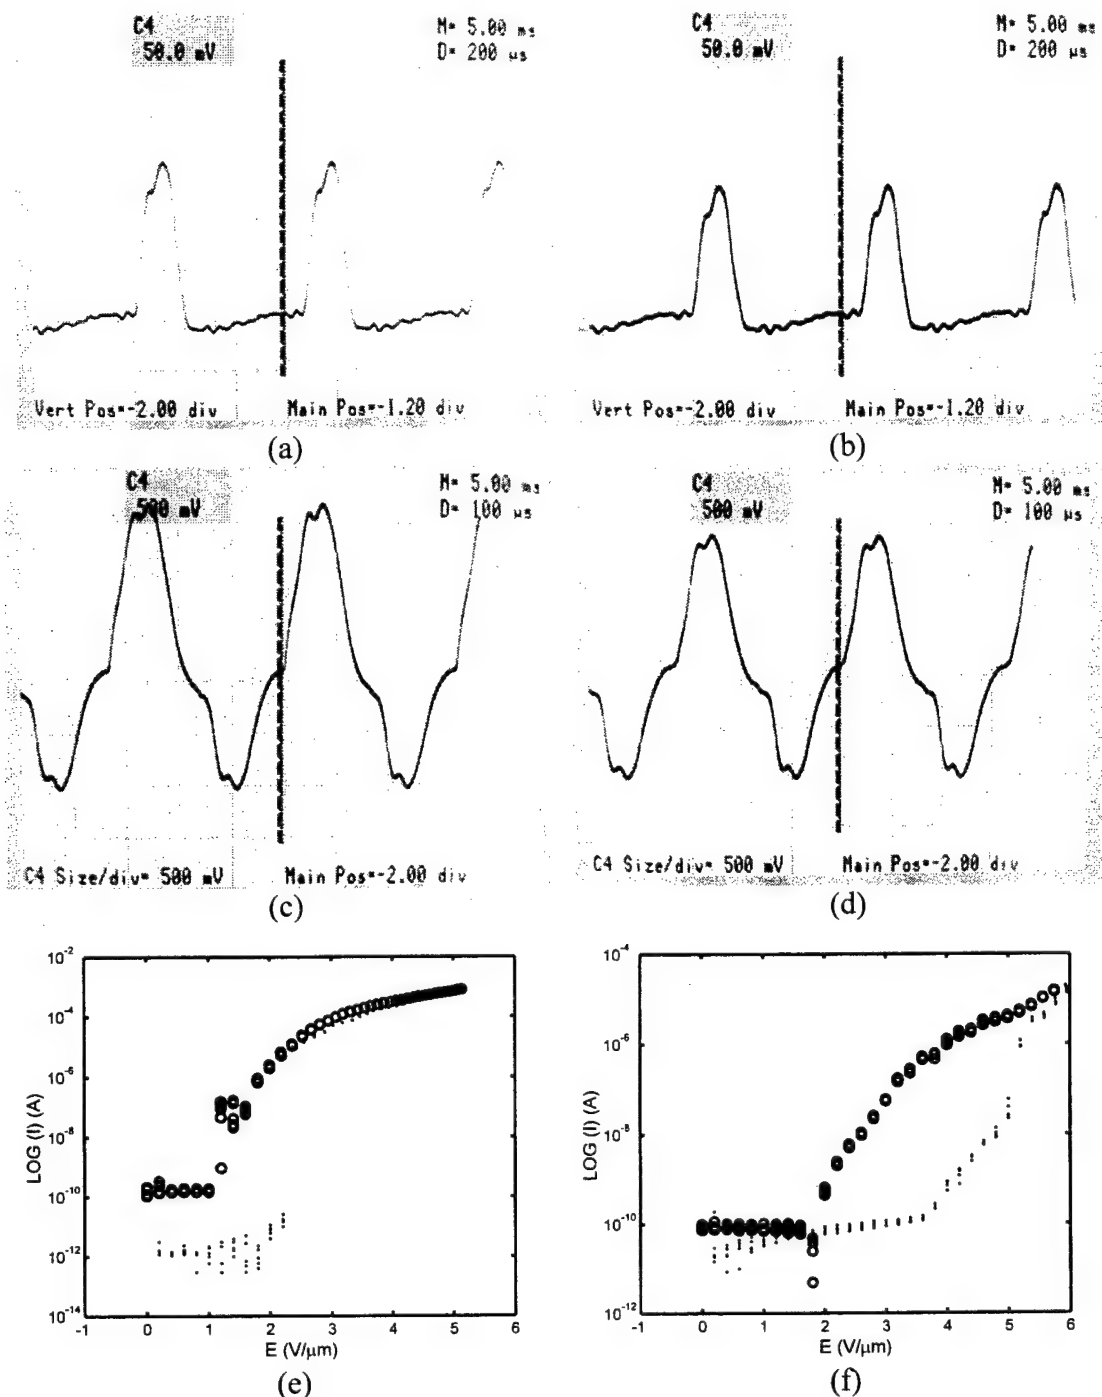 C4
50.0 mV
M= 5.00 ms
D= 200 µs
Vert Pos=-2.00 div
Main Pos=-1.20 div
(a)
C4
50.0 mV
M= 5.00 ms
D= 200 µs
Vert Pos=-2.00 div
Main Pos=-1.20 div
(b)
C4
500 mV
M= 5.00 ms
D= 100 µs
C4 Size/div= 500 mV
Main Pos=-2.00 div
(c)
C4
500 mV
M= 5.00 ms
D= 100 µs
C4 Size/div= 500 mV
Main Pos=-2.00 div
(d)
10^-2
10^-4
10^-6
10^-8
10^-10
10^-12
10^-14
LOG (I) (A)
-1 0 1 2 3 4 5 6
E (V/µm)
(e)
10^-4
10^-6
10^-8
10^-10
10^-12
LOG (I) (A)
-1 0 1 2 3 4 5 6
E (V/µm)
(f)